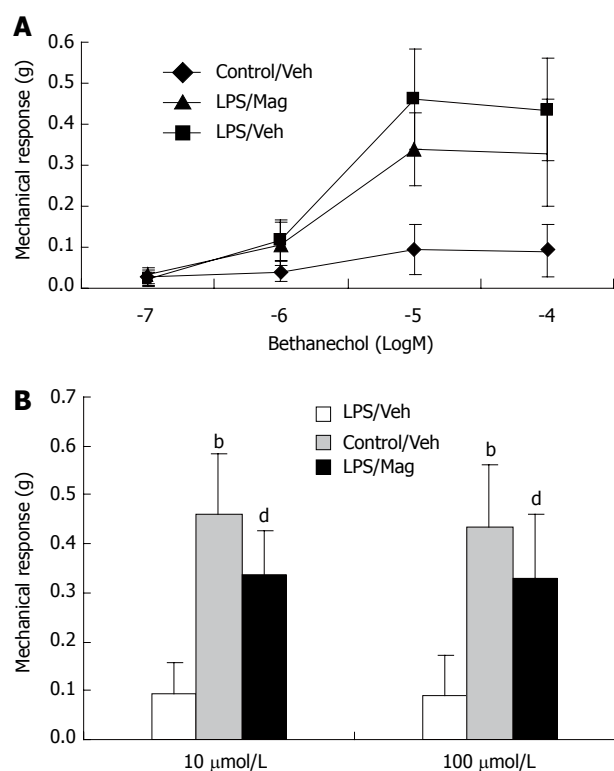 A
Mechanical response (g)
0.6
0.5
0.4
0.3
0.2
0.1
0.0
Control/Veh
LPS/Mag
LPS/Veh
-7 -6 -5 -4
Bethanechol (LogM)
B
Mechanical response (g)
0.7
0.6
0.5
0.4
0.3
0.2
0.1
0.0
LPS/Veh
Control/Veh
LPS/Mag
b d b d
10 μmol/L 100 μmol/L